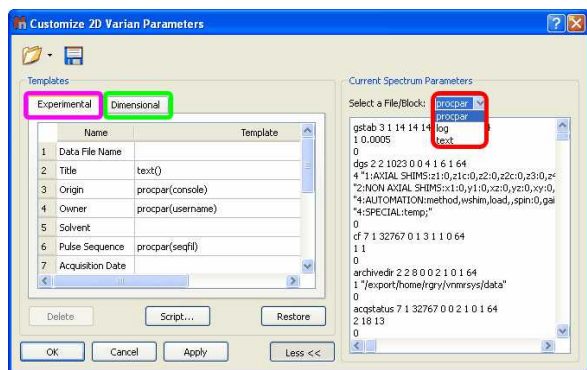 Customize 2D Varian Parameters
Templates
Experimental
Dimensional
Name Template
1 Data File Name
2 Title text()
3 Origin procpar(console)
4 Owner procpar(username)
5 Solvent
6 Pulse Sequence procpar(seqfil)
7 Acquisition Date
Delete
Script...
Restore
OK
Cancel
Apply
Less <<
Current Spectrum Parameters
Select a File/Block: procpar
procpar
log
text
gstab 3 1 14 14 14
1 0.0005
0
dgs 2 2 1023 0 0 4 1 6 1 64
4 "1:AXIAL SHIMS:z1:0,z1c:0,z2:0,z2c:0,z3:0,z4
"2:NON AXIAL SHIMS:x1:0,y1:0,xz:0,yz:0,xy:0,
"4:AUTOMATION:method,wshim,load,,spin:0,gai
"4:SPECIAL:temp;"
0
cf 7 1 32767 0 1 3 1 1 0 64
1 1
0
archivedir 2 2 8 0 0 2 1 0 1 64
1 "/export/home/rgry/vnmrsys/data"
0
acqstatus 7 1 32767 0 0 2 1 0 1 64
2 18 13
0